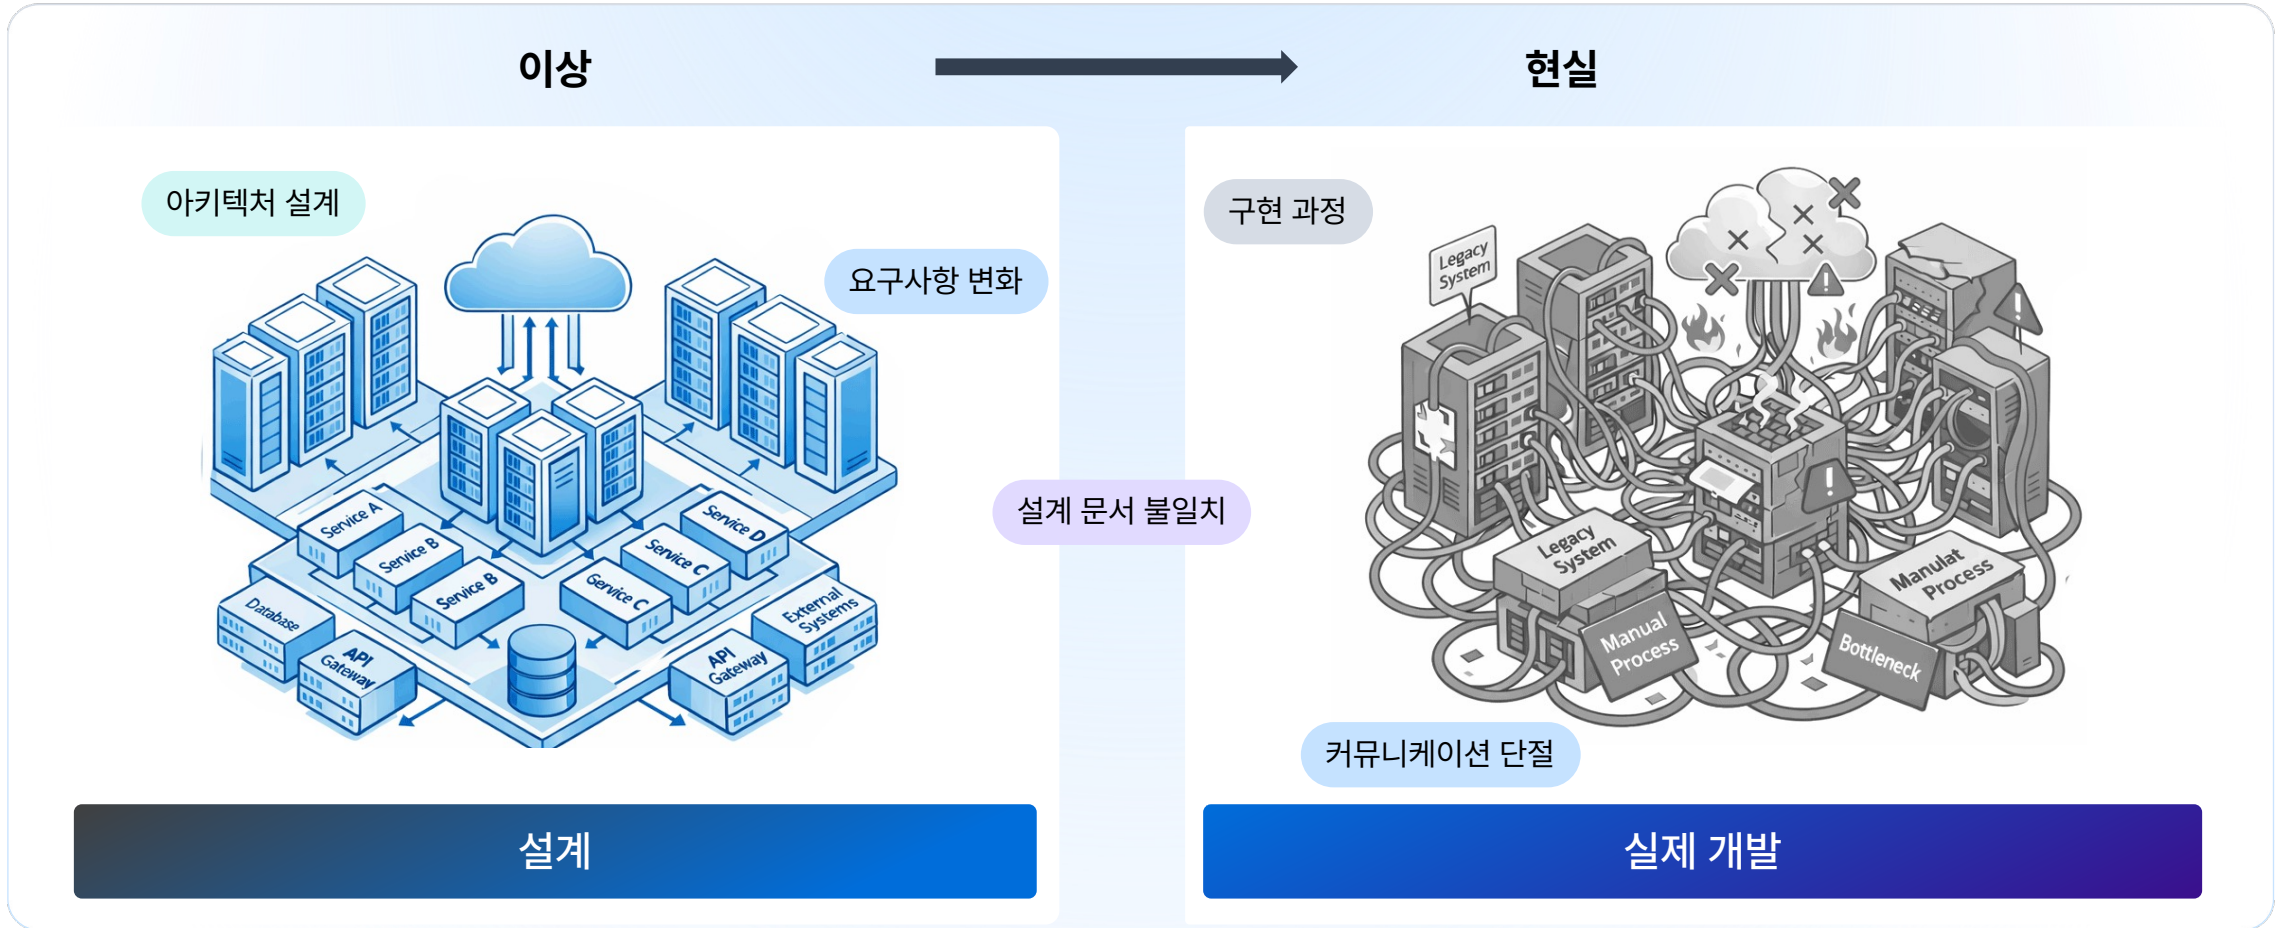 이상
현실
아키텍처 설계
요구사항 변화
Service A
Service B
Service B
Service D
Service C
Gervice C
Database
API
Gateway
API
Gateway
External
Systems
설계 문서 불일치
구현 과정
Legacy
System
Legacy
System
Manual
Process
Manulat
Process
Bottleneck
커뮤니케이션 단절
설계
실제 개발